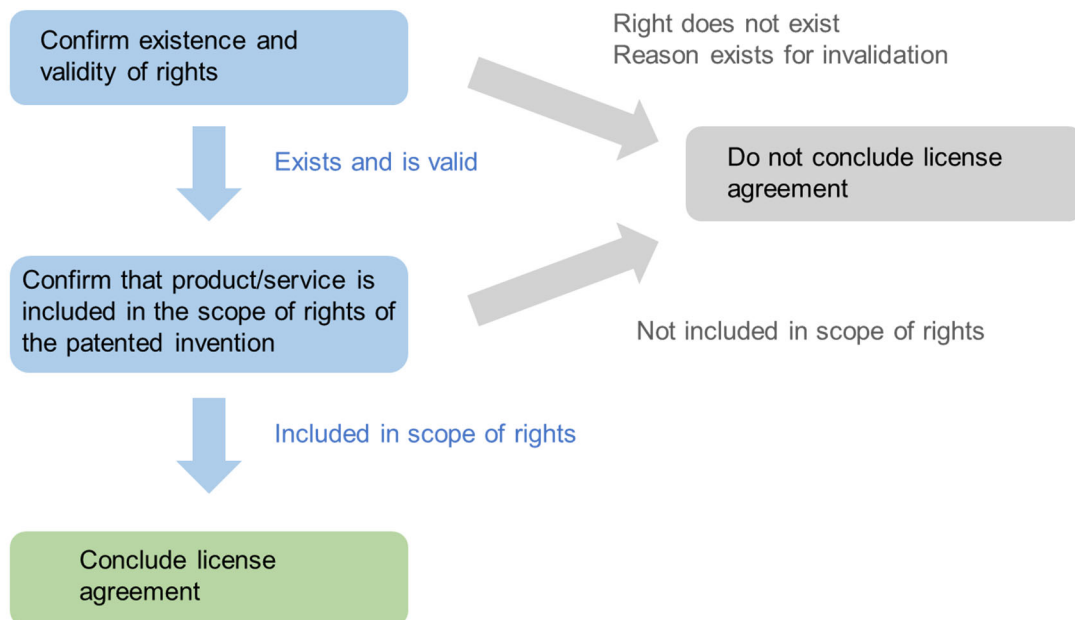 Confirm existence and
validity of rights
Right does not exist
Reason exists for invalidation
Exists and is valid
Do not conclude license
agreement
Confirm that product/service is
included in the scope of rights of
the patented invention
Not included in scope of rights
Included in scope of rights
Conclude license
agreement